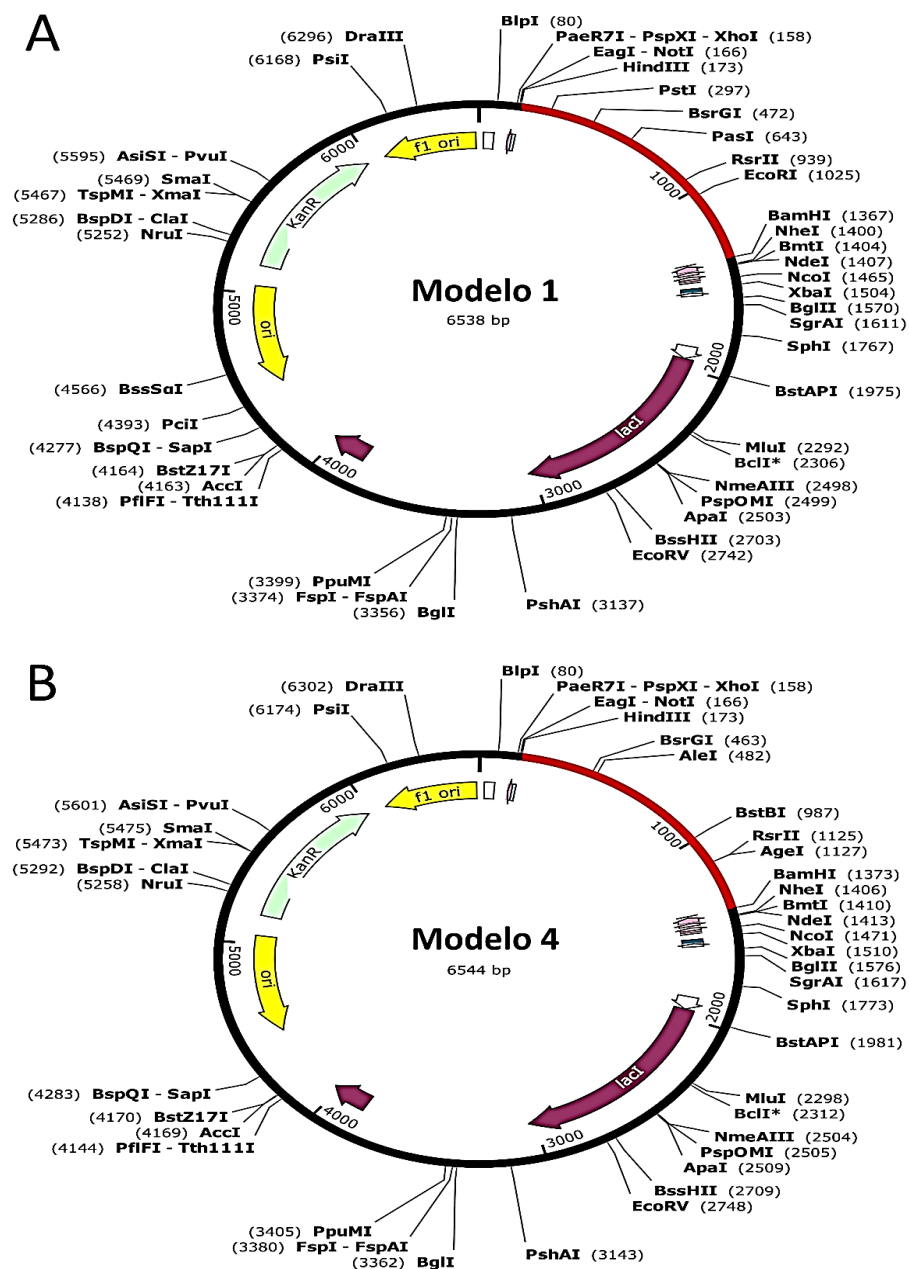 A
BlpI (80)
PaeR7I - PspXI - XhoI (158)
EagI - NotI (166)
HindIII (173)
PstI (297)
BsrGI (472)
PasI (643)
RsrII (939)
EcoRI (1025)
BamHI (1367)
NheI (1400)
BmtI (1404)
NdeI (1407)
NcoI (1465)
XbaI (1504)
BglII (1570)
SgrAI (1611)
SphI (1767)
BstAPI (1975)
MluI (2292)
BclI* (2306)
NmeAIII (2498)
PspOMI (2499)
ApaI (2503)
BssHII (2703)
EcoRV (2742)
PshAI (3137)
(3356) BglI
(3374) FspI - FspAI
(3399) PpuMI
(4138) PflFI - Tth111I
(4163) AccI
(4164) BstZ17I
(4277) BspQI - SapI
(4393) PciI
(4566) BssSαI
(5252) NruI
(5286) BspDI - ClaI
(5467) TspMI - XmaI
(5469) SmaI
(5595) AsiSI - PvuI
(6168) PsiI
(6296) DraIII
1000
2000
3000
4000
5000
6000
f1 ori
KanR
ori
lacI
Modelo 1
6538 bp
B
BlpI (80)
PaeR7I - PspXI - XhoI (158)
EagI - NotI (166)
HindIII (173)
BsrGI (463)
AleI (482)
BstBI (987)
RsrII (1125)
AgeI (1127)
BamHI (1373)
NheI (1406)
BmtI (1410)
NdeI (1413)
NcoI (1471)
XbaI (1510)
BglII (1576)
SgrAI (1617)
SphI (1773)
BstAPI (1981)
MluI (2298)
BclI* (2312)
NmeAIII (2504)
PspOMI (2505)
ApaI (2509)
BssHII (2709)
EcoRV (2748)
PshAI (3143)
(3362) BglI
(3380) FspI - FspAI
(3405) PpuMI
(4144) PflFI - Tth111I
(4169) AccI
(4170) BstZ17I
(4283) BspQI - SapI
(5258) NruI
(5292) BspDI - ClaI
(5473) TspMI - XmaI
(5475) SmaI
(5601) AsiSI - PvuI
(6174) PsiI
(6302) DraIII
1000
2000
3000
4000
5000
6000
f1 ori
KanR
ori
lacI
Modelo 4
6544 bp